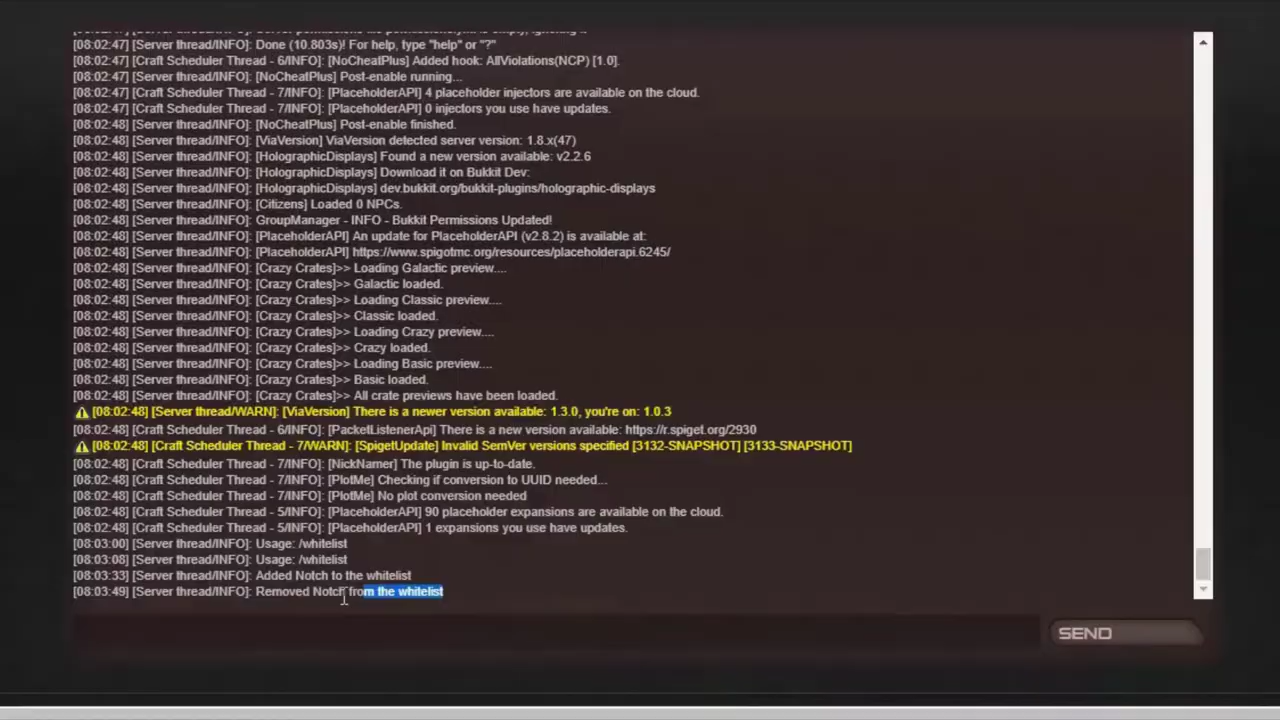 [08:02:47] [Server thread/INFO]: Done (10.803s)! For help, type "help" or "?"
[08:02:47] [Craft Scheduler Thread - 6/INFO]: [NoCheatPlus] Added hook: AllViolations(NCP) [1.0].
[08:02:47] [Server thread/INFO]: [NoCheatPlus] Post-enable running...
[08:02:47] [Craft Scheduler Thread - 7/INFO]: [PlaceholderAPI] 4 placeholder injectors are available on the cloud.
[08:02:47] [Craft Scheduler Thread - 7/INFO]: [PlaceholderAPI] 0 injectors you use have updates.
[08:02:48] [Server thread/INFO]: [NoCheatPlus] Post-enable finished.
[08:02:48] [Server thread/INFO]: [ViaVersion] ViaVersion detected server version: 1.8.x(47)
[08:02:48] [Server thread/INFO]: [HolographicDisplays] Found a new version available: v2.2.6
[08:02:48] [Server thread/INFO]: [HolographicDisplays] Download it on Bukkit Dev:
[08:02:48] [Server thread/INFO]: [HolographicDisplays] dev.bukkit.org/bukkit-plugins/holographic-displays
[08:02:48] [Server thread/INFO]: [Citizens] Loaded 0 NPCs.
[08:02:48] [Server thread/INFO]: GroupManager - INFO - Bukkit Permissions Updated!
[08:02:48] [Server thread/INFO]: [PlaceholderAPI] An update for PlaceholderAPI (v2.8.2) is available at:
[08:02:48] [Server thread/INFO]: [PlaceholderAPI] https://www.spigotmc.org/resources/placeholderapi.6245/
[08:02:48] [Server thread/INFO]: [Crazy Crates]>> Loading Galactic preview....
[08:02:48] [Server thread/INFO]: [Crazy Crates]>> Galactic loaded.
[08:02:48] [Server thread/INFO]: [Crazy Crates]>> Loading Classic preview....
[08:02:48] [Server thread/INFO]: [Crazy Crates]>> Classic loaded.
[08:02:48] [Server thread/INFO]: [Crazy Crates]>> Loading Crazy preview....
[08:02:48] [Server thread/INFO]: [Crazy Crates]>> Crazy loaded.
[08:02:48] [Server thread/INFO]: [Crazy Crates]>> Loading Basic preview....
[08:02:48] [Server thread/INFO]: [Crazy Crates]>> Basic loaded.
[08:02:48] [Server thread/INFO]: [Crazy Crates]>> All crate previews have been loaded.
[08:02:48] [Server thread/WARN]: [ViaVersion] There is a newer version available: 1.3.0, you're on: 1.0.3
[08:02:48] [Craft Scheduler Thread - 6/INFO]: [PacketListenerApi] There is a new version available: https://r.spiget.org/2930
[08:02:48] [Craft Scheduler Thread - 7/WARN]: [SpigetUpdate] Invalid SemVer versions specified [3132-SNAPSHOT] [3133-SNAPSHOT]
[08:02:48] [Craft Scheduler Thread - 7/INFO]: [NickNamer] The plugin is up-to-date.
[08:02:48] [Craft Scheduler Thread - 7/INFO]: [PlotMe] Checking if conversion to UUID needed...
[08:02:48] [Craft Scheduler Thread - 7/INFO]: [PlotMe] No plot conversion needed
[08:02:48] [Craft Scheduler Thread - 5/INFO]: [PlaceholderAPI] 90 placeholder expansions are available on the cloud.
[08:02:48] [Craft Scheduler Thread - 5/INFO]: [PlaceholderAPI] 1 expansions you use have updates.
[08:03:00] [Server thread/INFO]: Usage: /whitelist
[08:03:08] [Server thread/INFO]: Usage: /whitelist
[08:03:33] [Server thread/INFO]: Added Notch to the whitelist
[08:03:49] [Server thread/INFO]: Removed Notch from the whitelist
SEND